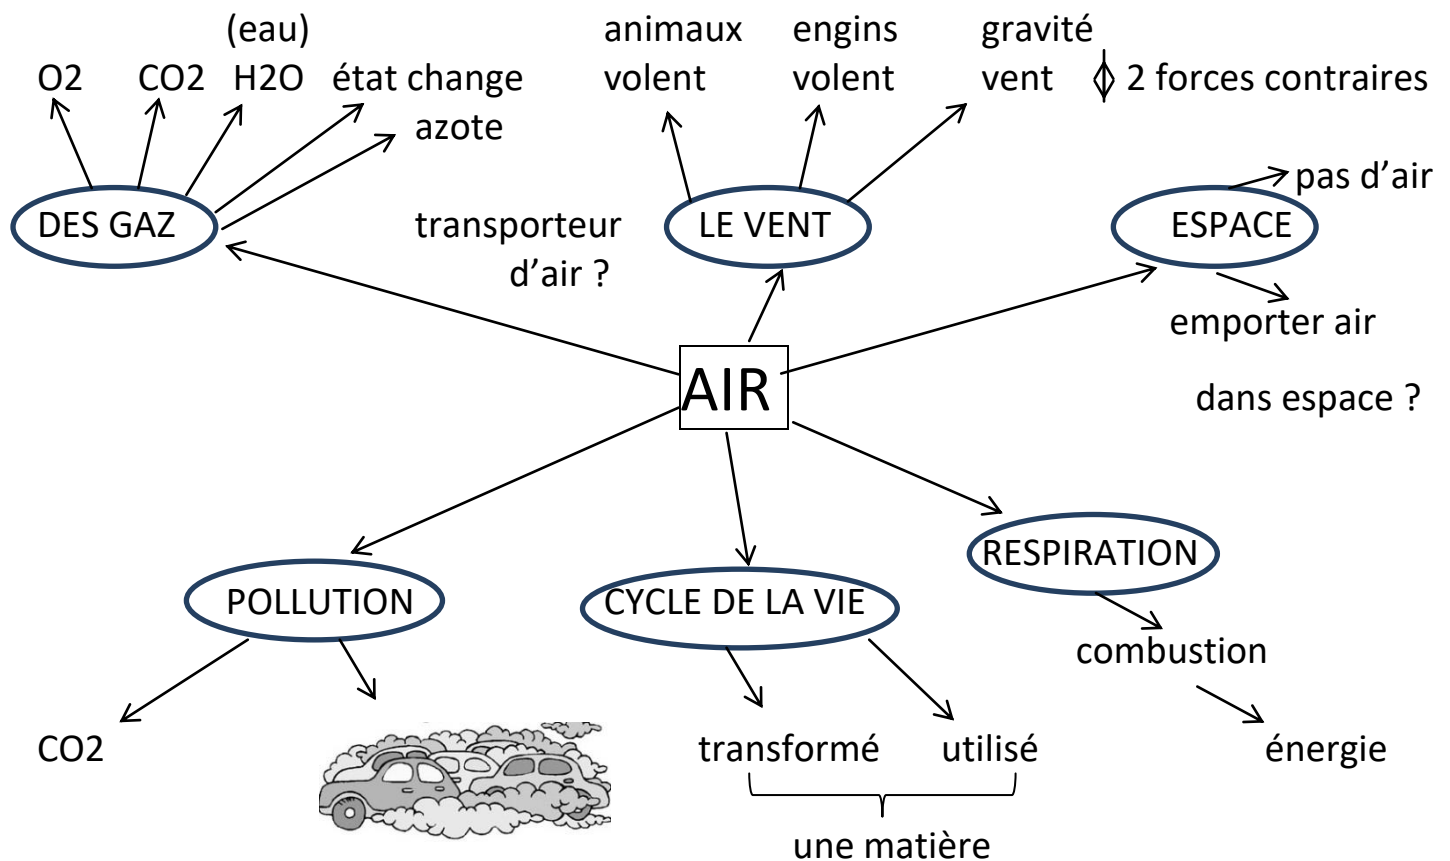 (eau)
O2 CO2 H2O état change
azote
animaux
volent
engins
volent
gravité
vent 2 forces contraires
DES GAZ
transporteur
d’air ?
LE VENT
ESPACE
pas d’air
emporter air
dans espace ?
AIR
POLLUTION
CYCLE DE LA VIE
RESPIRATION
combustion
énergie
CO2
transformé utilisé
une matière